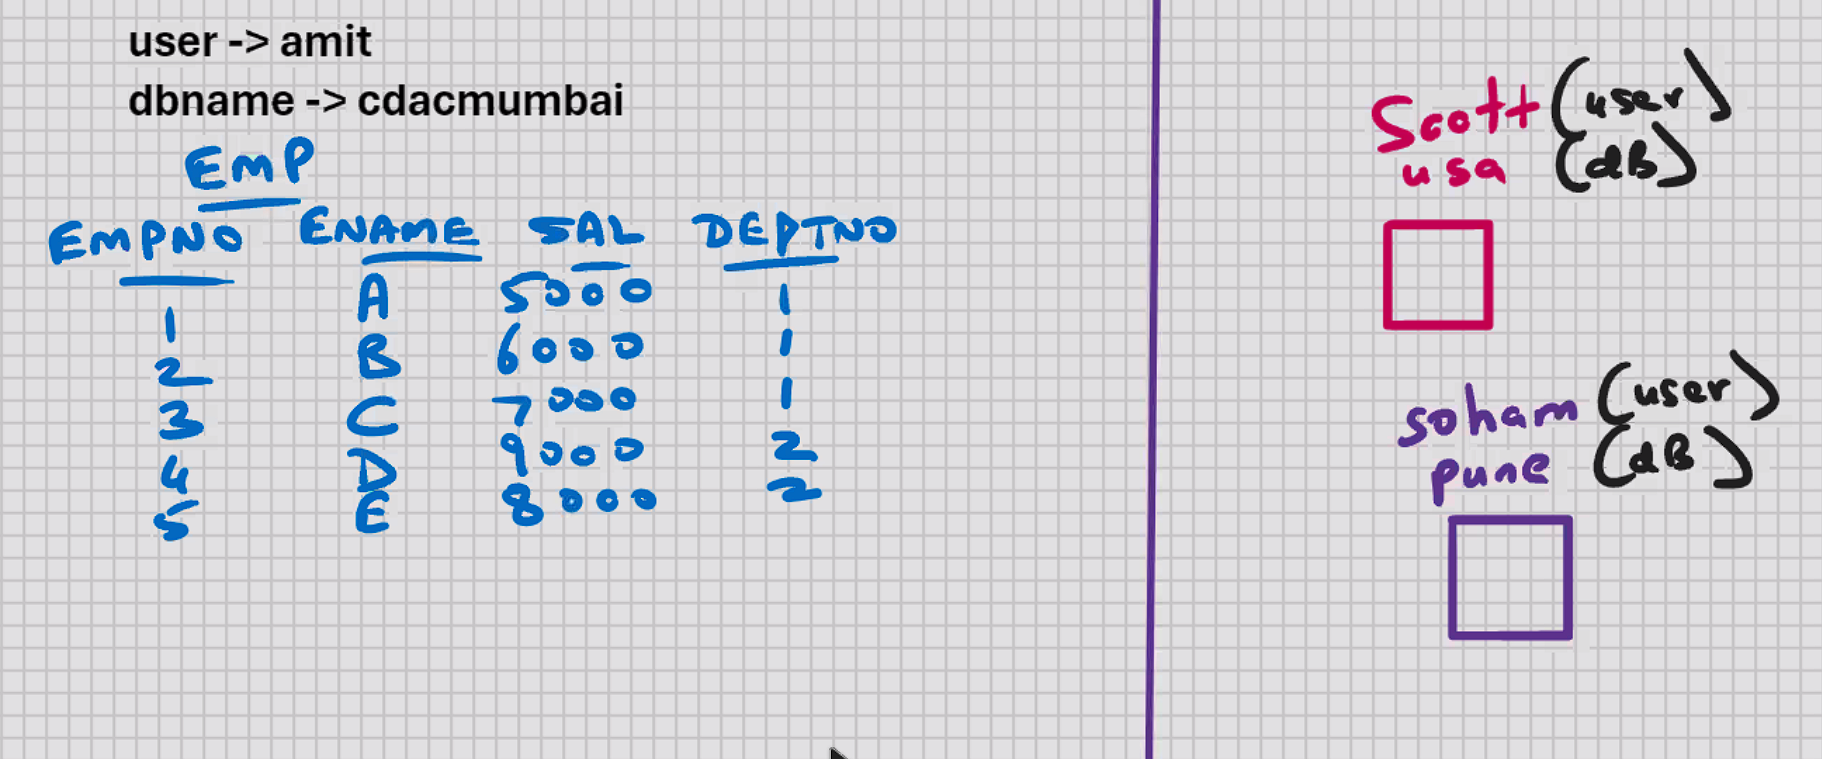 user -> amit
dbname -> cdacmumbai
EMP
EMPNO ENAME SAL DEPTNO
1 A 5000 1
2 B 6000 1
3 C 7000 1
4 D 9000 2
5 E 8000 2
Scott (user)
usa (dB)
soham (user)
pune (dB)